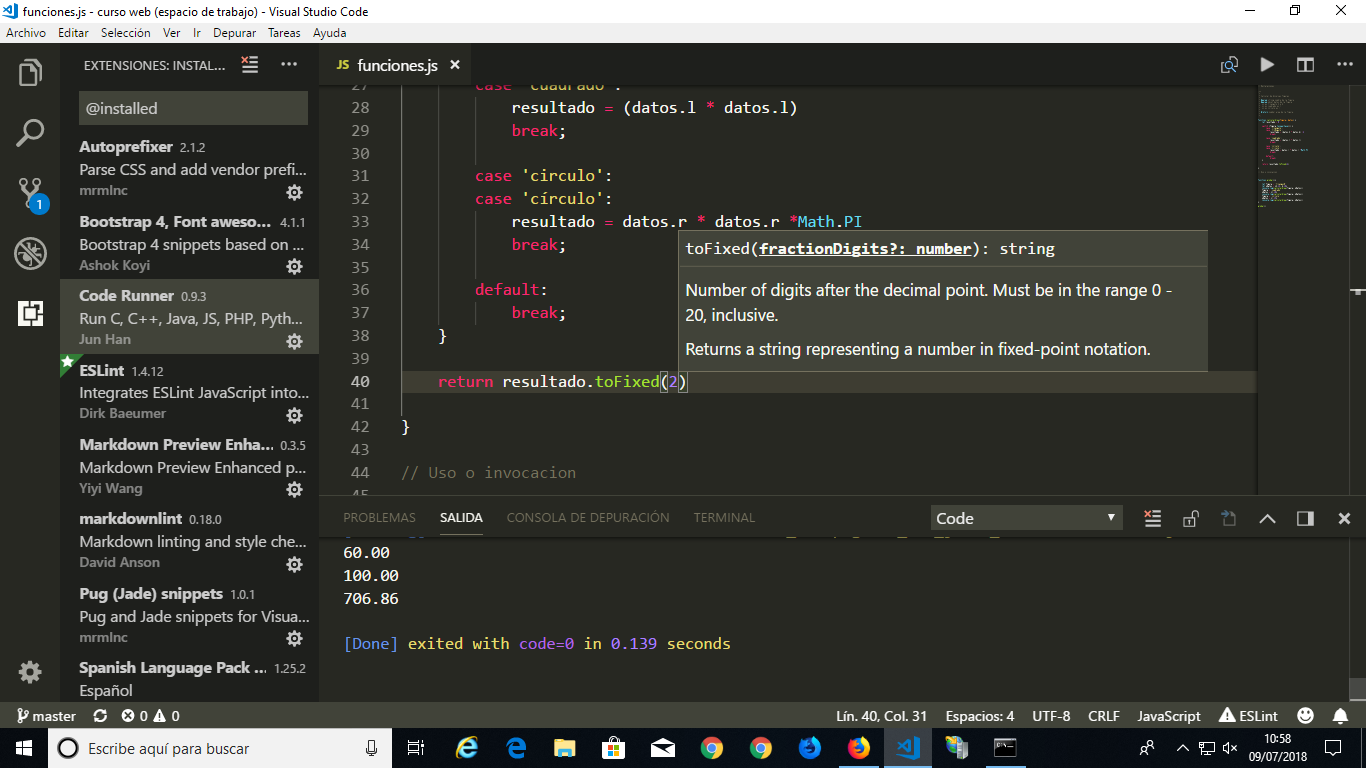 funciones.js - curso web (espacio de trabajo) - Visual Studio Code
Archivo Editar Selección Ver Ir Depurar Tareas Ayuda
EXTENSIONES: INSTAL...
@installed
Autoprefixer 2.1.2
Parse CSS and add vendor prefi...
mrmlnc
Bootstrap 4, Font aweso... 4.1.1
Bootstrap 4 snippets based on ...
Ashok Koyi
Code Runner 0.9.3
Run C, C++, Java, JS, PHP, Pyth...
Jun Han
ESLint 1.4.12
Integrates ESLint JavaScript into...
Dirk Baeumer
Markdown Preview Enha... 0.3.5
Markdown Preview Enhanced p...
Yiyi Wang
markdownlint 0.18.0
Markdown linting and style che...
David Anson
Pug (Jade) snippets 1.0.1
Pug and Jade snippets for Visua...
mrmlnc
Spanish Language Pack ... 1.25.2
Español
1
JS funciones.js
27 case 'cuadrado':
28 resultado = (datos.l * datos.l)
29 break;
30
31 case 'circulo':
32 case 'círculo':
33 resultado = datos.r * datos.r *Math.PI
34 break;
35
36 default:
37 break;
38 }
39
40 return resultado.toFixed(2)
41
42 }
43
44 // Uso o invocacion
45
toFixed(fractionDigits?: number): string
Number of digits after the decimal point. Must be in the range 0 -
20, inclusive.
Returns a string representing a number in fixed-point notation.
PROBLEMAS SALIDA CONSOLA DE DEPURACIÓN TERMINAL
Code
60.00
100.00
706.86
[Done] exited with code=0 in 0.139 seconds
master 0 0 Lín. 40, Col. 31 Espacios: 4 UTF-8 CRLF JavaScript ESLint
Escribe aquí para buscar
10:58
09/07/2018